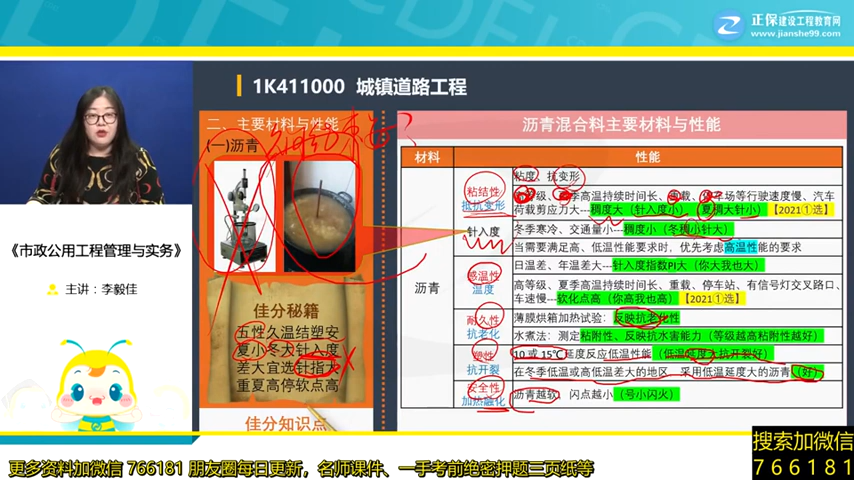 正保建设工程教育网
www.jianshe99.com
1K411000 城镇道路工程
二、主要材料与性能
(一)沥青
佳分秘籍
五性久温结塑安
夏小冬大针入度
差大宜选针指大
重夏高停软点高
佳分知识点
沥青混合料主要材料与性能
材料
性能
沥青
粘结性
抵抗变形
粘度 抗变形
季高温持续时间长、重载、停车场等行驶速度慢、汽车
荷载剪应力大---稠度大（针入度小） 夏稠大针小）【2021①选】
针入度
冬季寒冷、交通量小---稠度小（冬稠小针大）
当需要满足高、低温性能要求时，优先考虑高温性能的要求
感温性
温度
日温差、年温差大---针入度指数PI大（你大我也大）
高等级、夏季高温持续时间长、重载、停车站、有信号灯交叉路口、
车速慢---软化点高（你高我也高）【2021①选】
耐久性
抗老化
薄膜烘箱加热试验：反映抗老化性
水煮法：测定粘附性、反映抗水害能力（等级越高粘附性越好）
塑性
抗开裂
10 或 15℃延度反应低温性能（低温延度大抗开裂好）
在冬季低温或高低温差大的地区，采用低温延度大的沥青（好）
安全性
加热融化
沥青越软，闪点越小（号小闪火）
《市政公用工程管理与实务》
主讲：李毅佳
搜索加微信
766181
更多资料加微信 766181 朋友圈每日更新，名师课件、一手考前绝密押题三页纸等